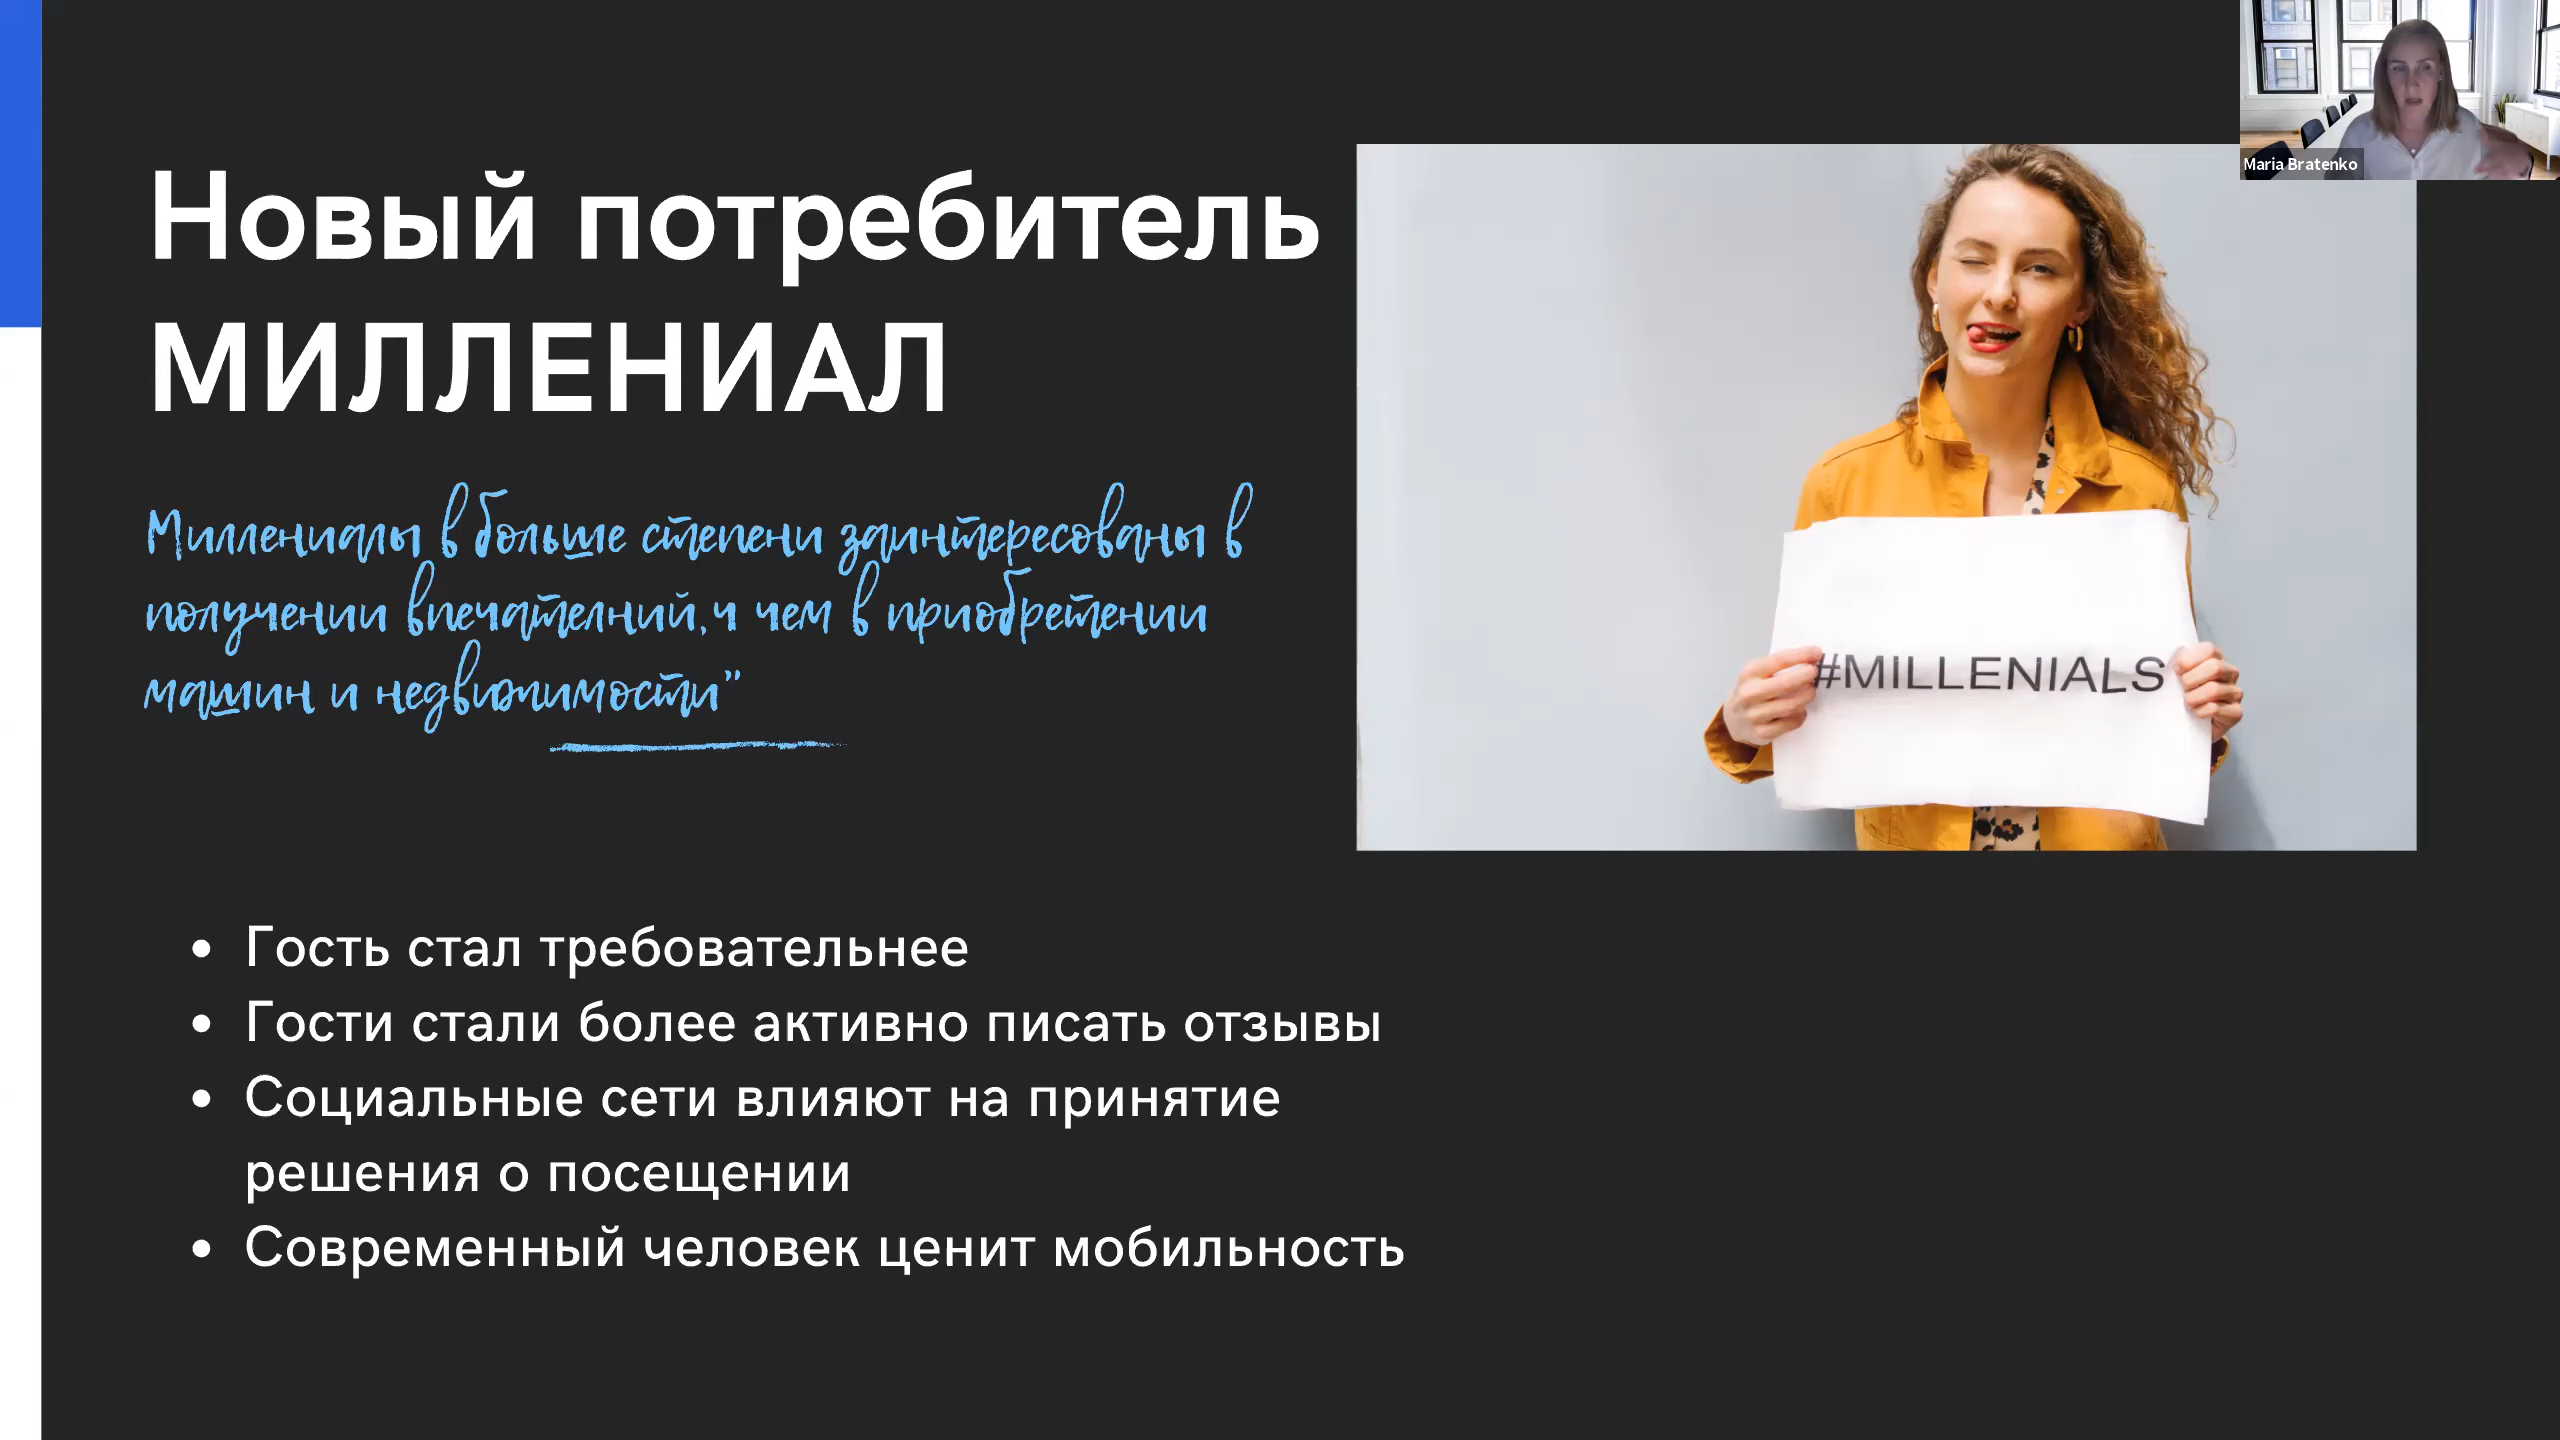 Maria Bratenko
Новый потребитель
МИЛЛЕНИАЛ
Миллениалы в больше степени заинтересованы в
получении впечателний,ч чем в приобретении
машин и недвижимости"
#MILLENIALS
• Гость стал требовательнее
• Гости стали более активно писать отзывы
• Социальные сети влияют на принятие
решения о посещении
• Современный человек ценит мобильность